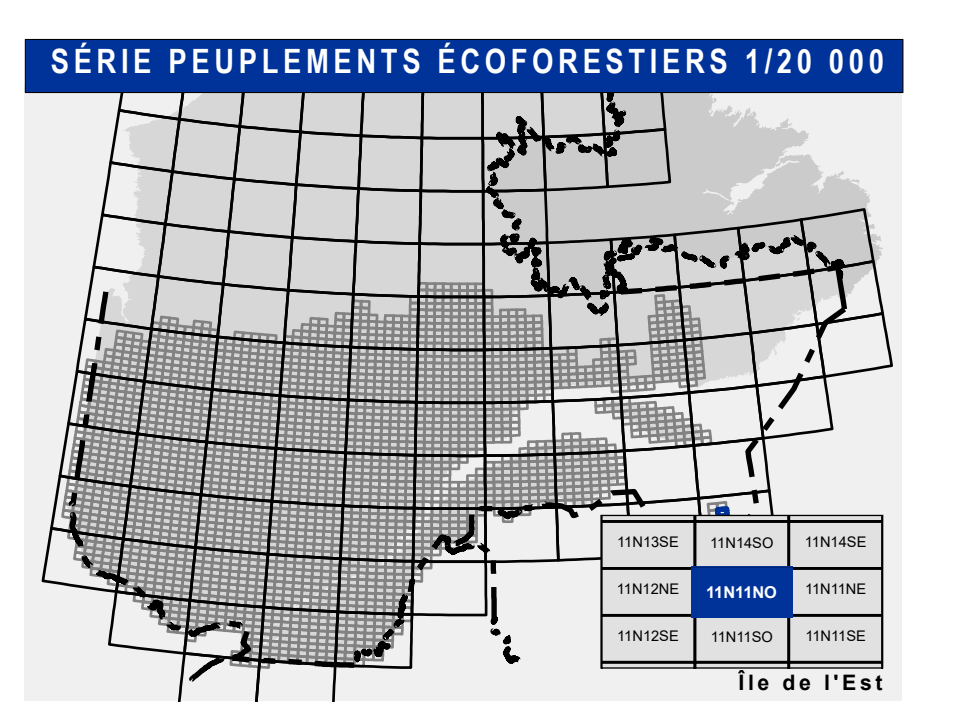 SÉRIE PEUPLEMENTS ÉCOFORESTIERS 1/20 000
11N13SE 11N14SO 11N14SE
11N12NE 11N11NO 11N11NE
11N12SE 11N11SO 11N11SE
Île de l'Est